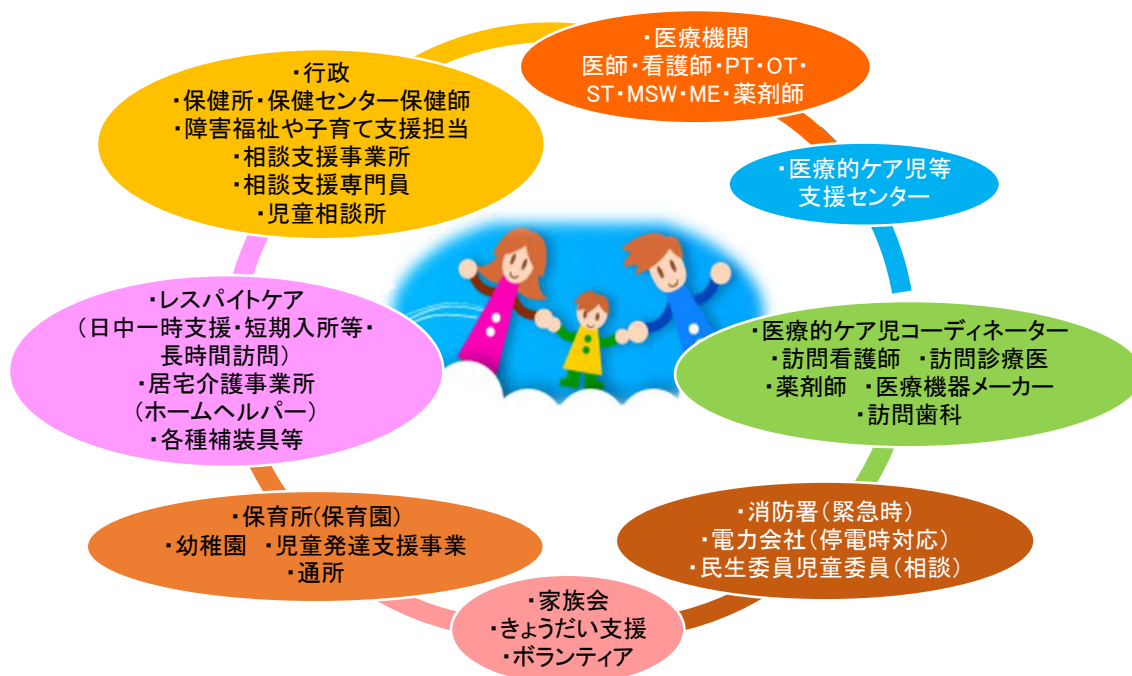 ・医療機関
医師・看護師・PT・OT・
ST・MSW・ME・薬剤師
・行政
・保健所・保健センター保健師
・障害福祉や子育て支援担当
・相談支援事業所
・相談支援専門員
・児童相談所
・医療的ケア児等
支援センター
・レスパイトケア
(日中一時支援・短期入所等・
長時間訪問)
・居宅介護事業所
(ホームヘルパー)
・各種補装具等
・医療的ケア児コーディネーター
・訪問看護師　・訪問診療医
・薬剤師　・医療機器メーカー
・訪問歯科
・保育所(保育園)
・幼稚園　・児童発達支援事業
・通所
・消防署(緊急時)
・電力会社(停電時対応)
・民生委員児童委員(相談)
・家族会
・きょうだい支援
・ボランティア